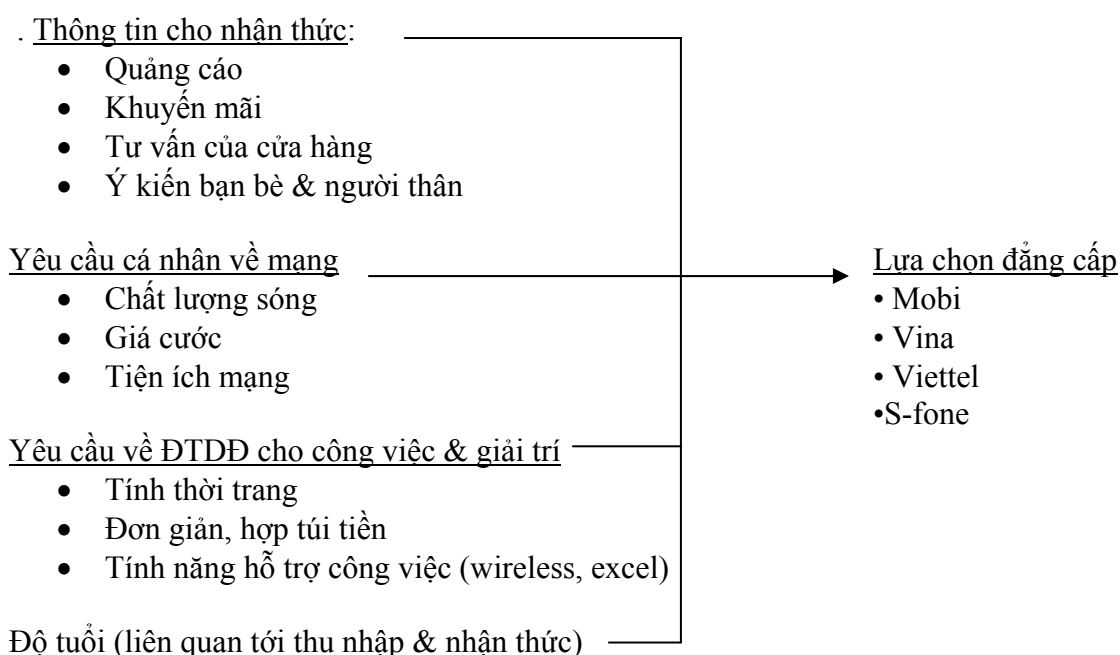 . Thông tin cho nhận thức:
• Quảng cáo
• Khuyến mãi
• Tư vấn của cửa hàng
• Ý kiến bạn bè & người thân
Yêu cầu cá nhân về mạng
• Chất lượng sóng
• Giá cước
• Tiện ích mạng
Yêu cầu về ĐTDĐ cho công việc & giải trí
• Tính thời trang
• Đơn giản, hợp túi tiền
• Tính năng hỗ trợ công việc (wireless, excel)
Độ tuổi (liên quan tới thu nhập & nhận thức)
Lựa chọn đẳng cấp
• Mobi
• Vina
• Viettel
•S-fone